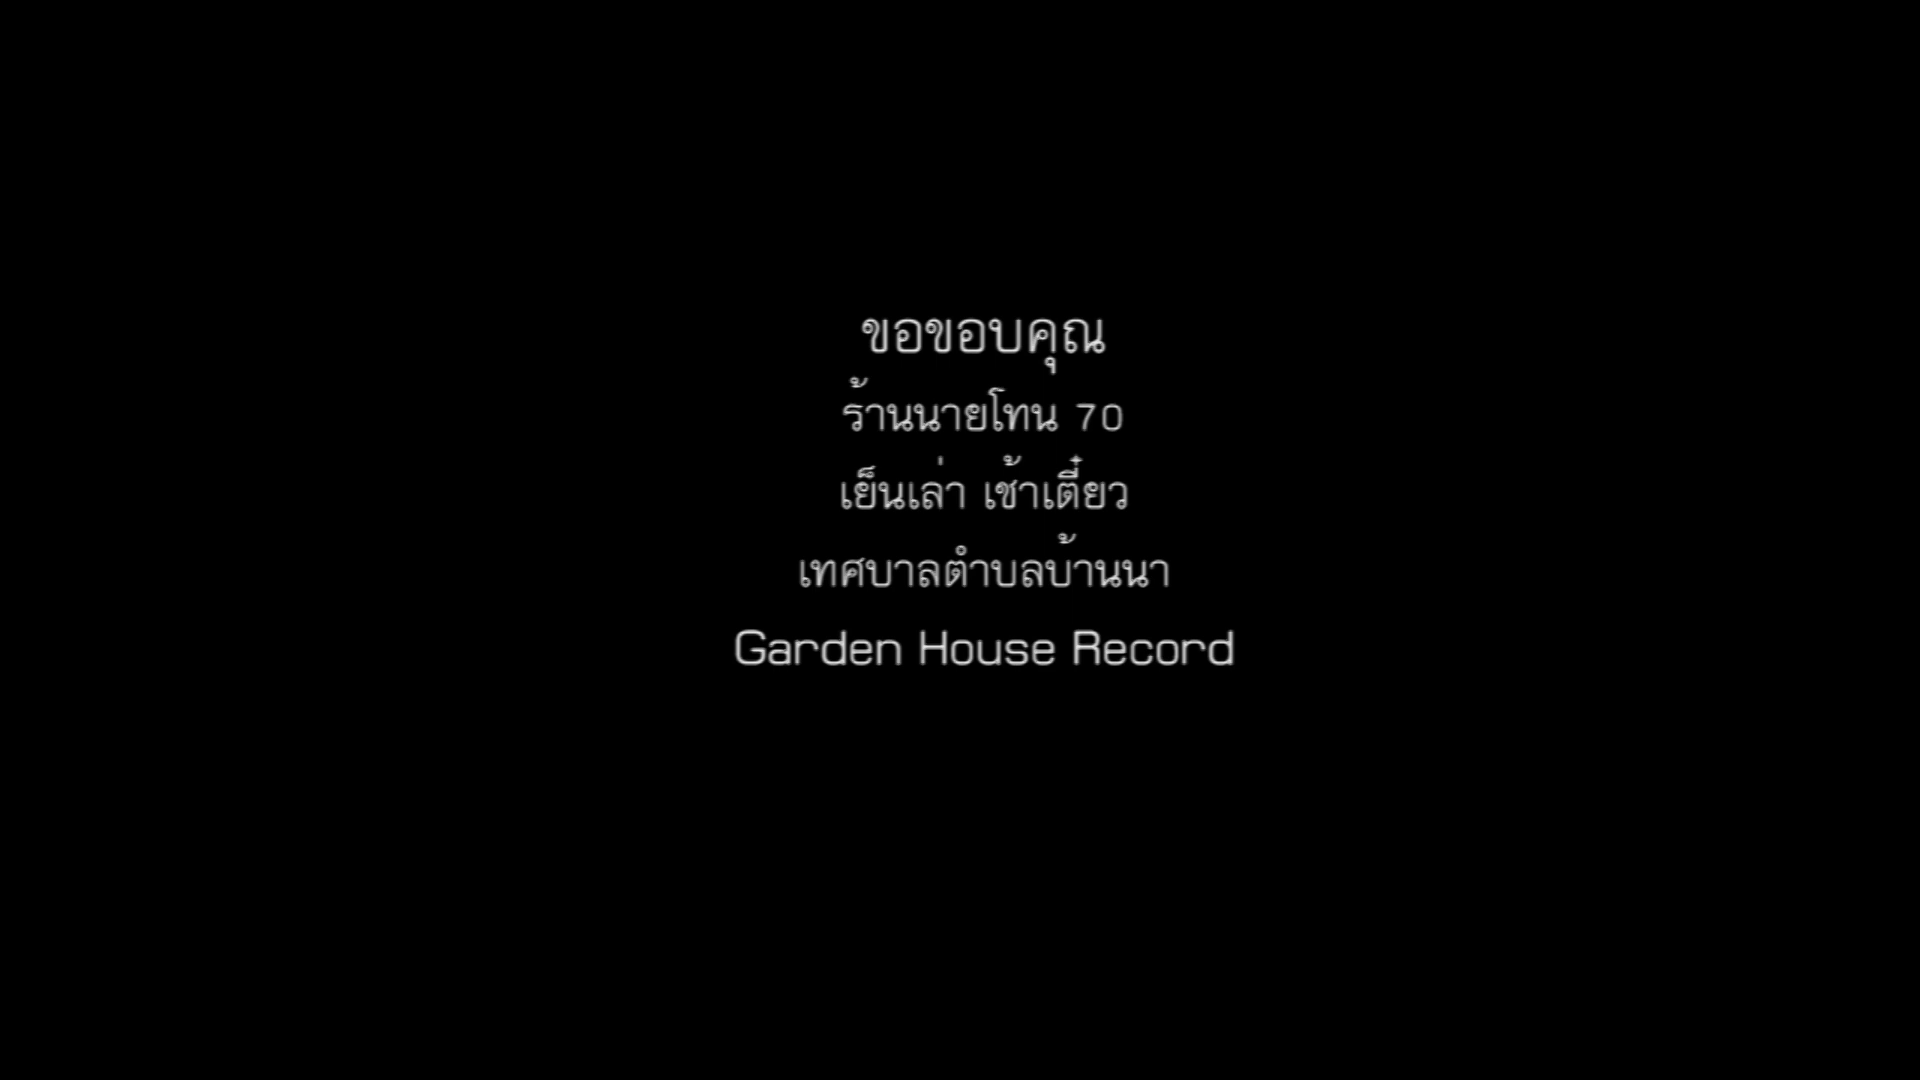 ขอขอบคุณ
ร้านนายโทน 70
เย็นเล่า เช้าเตี๋ยว
เทศบาลตำบลบ้านนา
Garden House Record